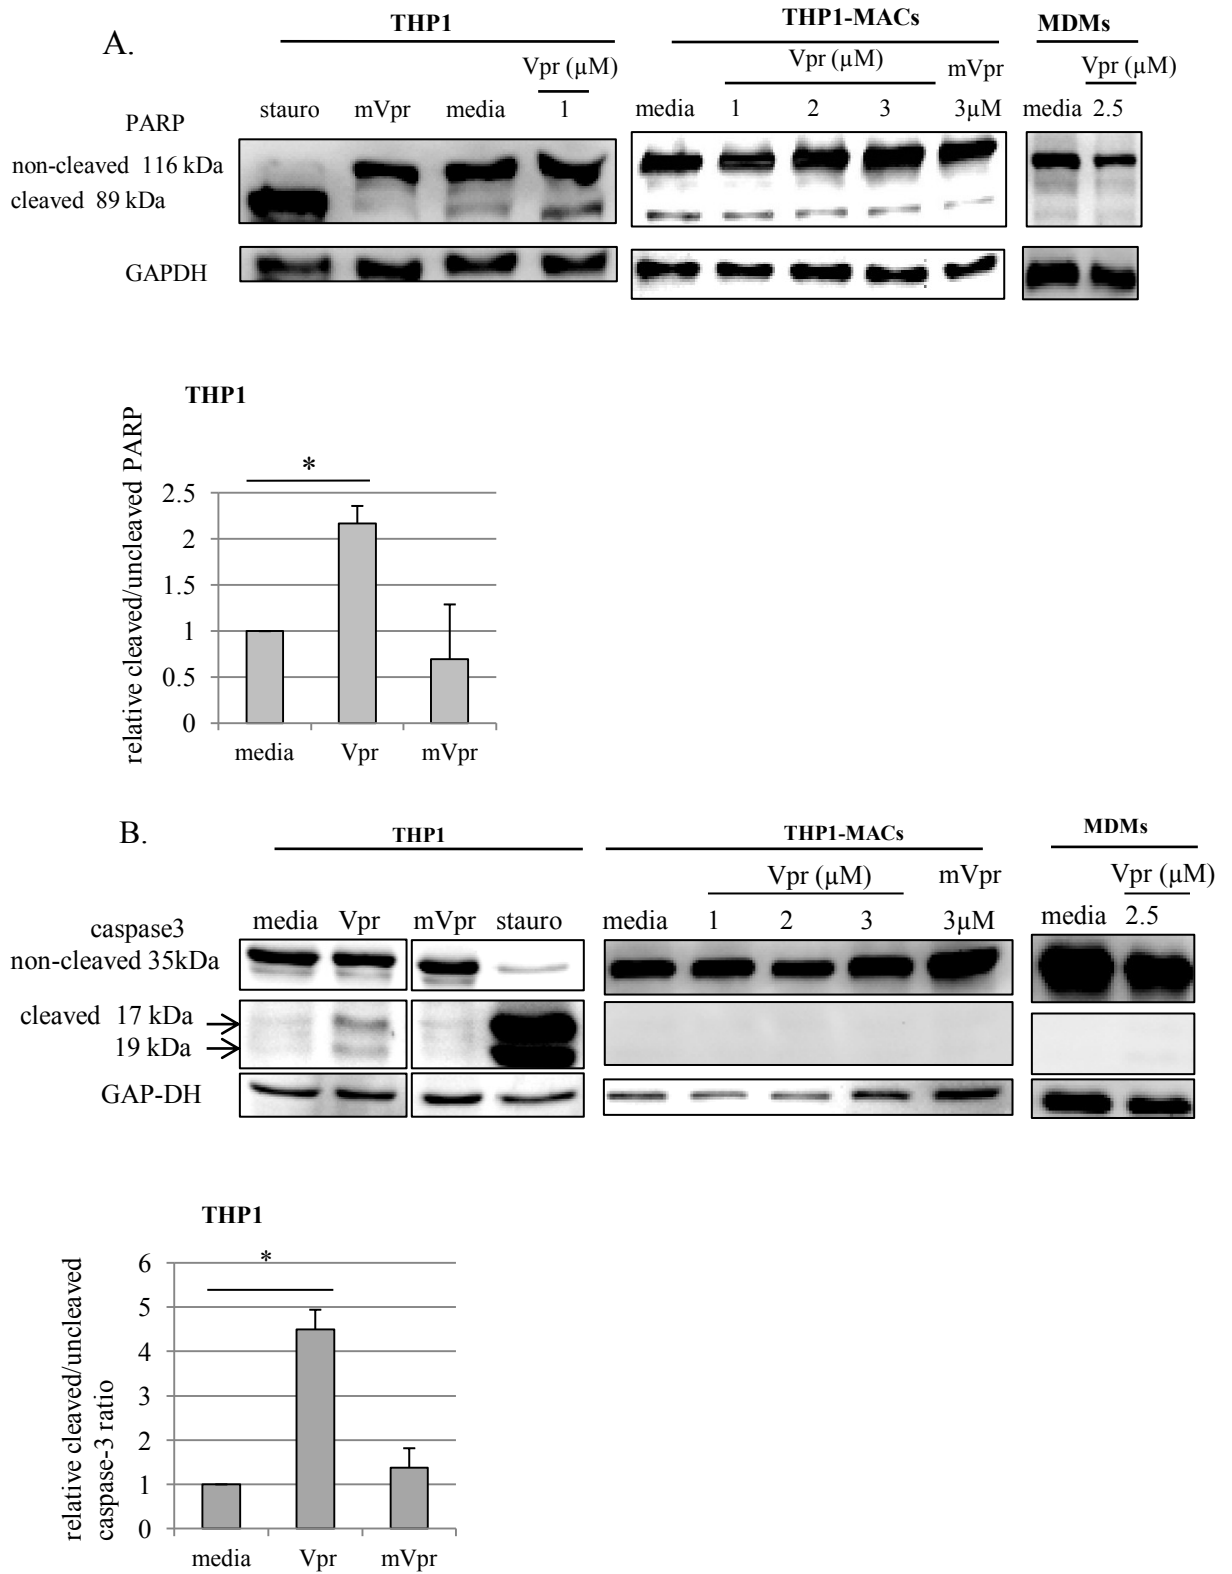 A.
THP1
THP1-MACs
MDMs
Vpr (µM)
Vpr (µM)
mVpr
Vpr (µM)
stauro mVpr media 1
media 1 2 3 3µM
media 2.5
PARP
non-cleaved 116 kDa
cleaved 89 kDa
GAPDH
THP1
relative cleaved/uncleaved PARP
*
2.5
2
1.5
1
0.5
0
media Vpr mVpr
B.
THP1
THP1-MACs
MDMs
Vpr (µM)
mVpr
Vpr (µM)
media Vpr mVpr stauro
media 1 2 3 3µM
media 2.5
caspase3
non-cleaved 35kDa
cleaved 17 kDa
19 kDa
GAP-DH
THP1
relative cleaved/uncleaved
caspase-3 ratio
*
6
5
4
3
2
1
0
media Vpr mVpr